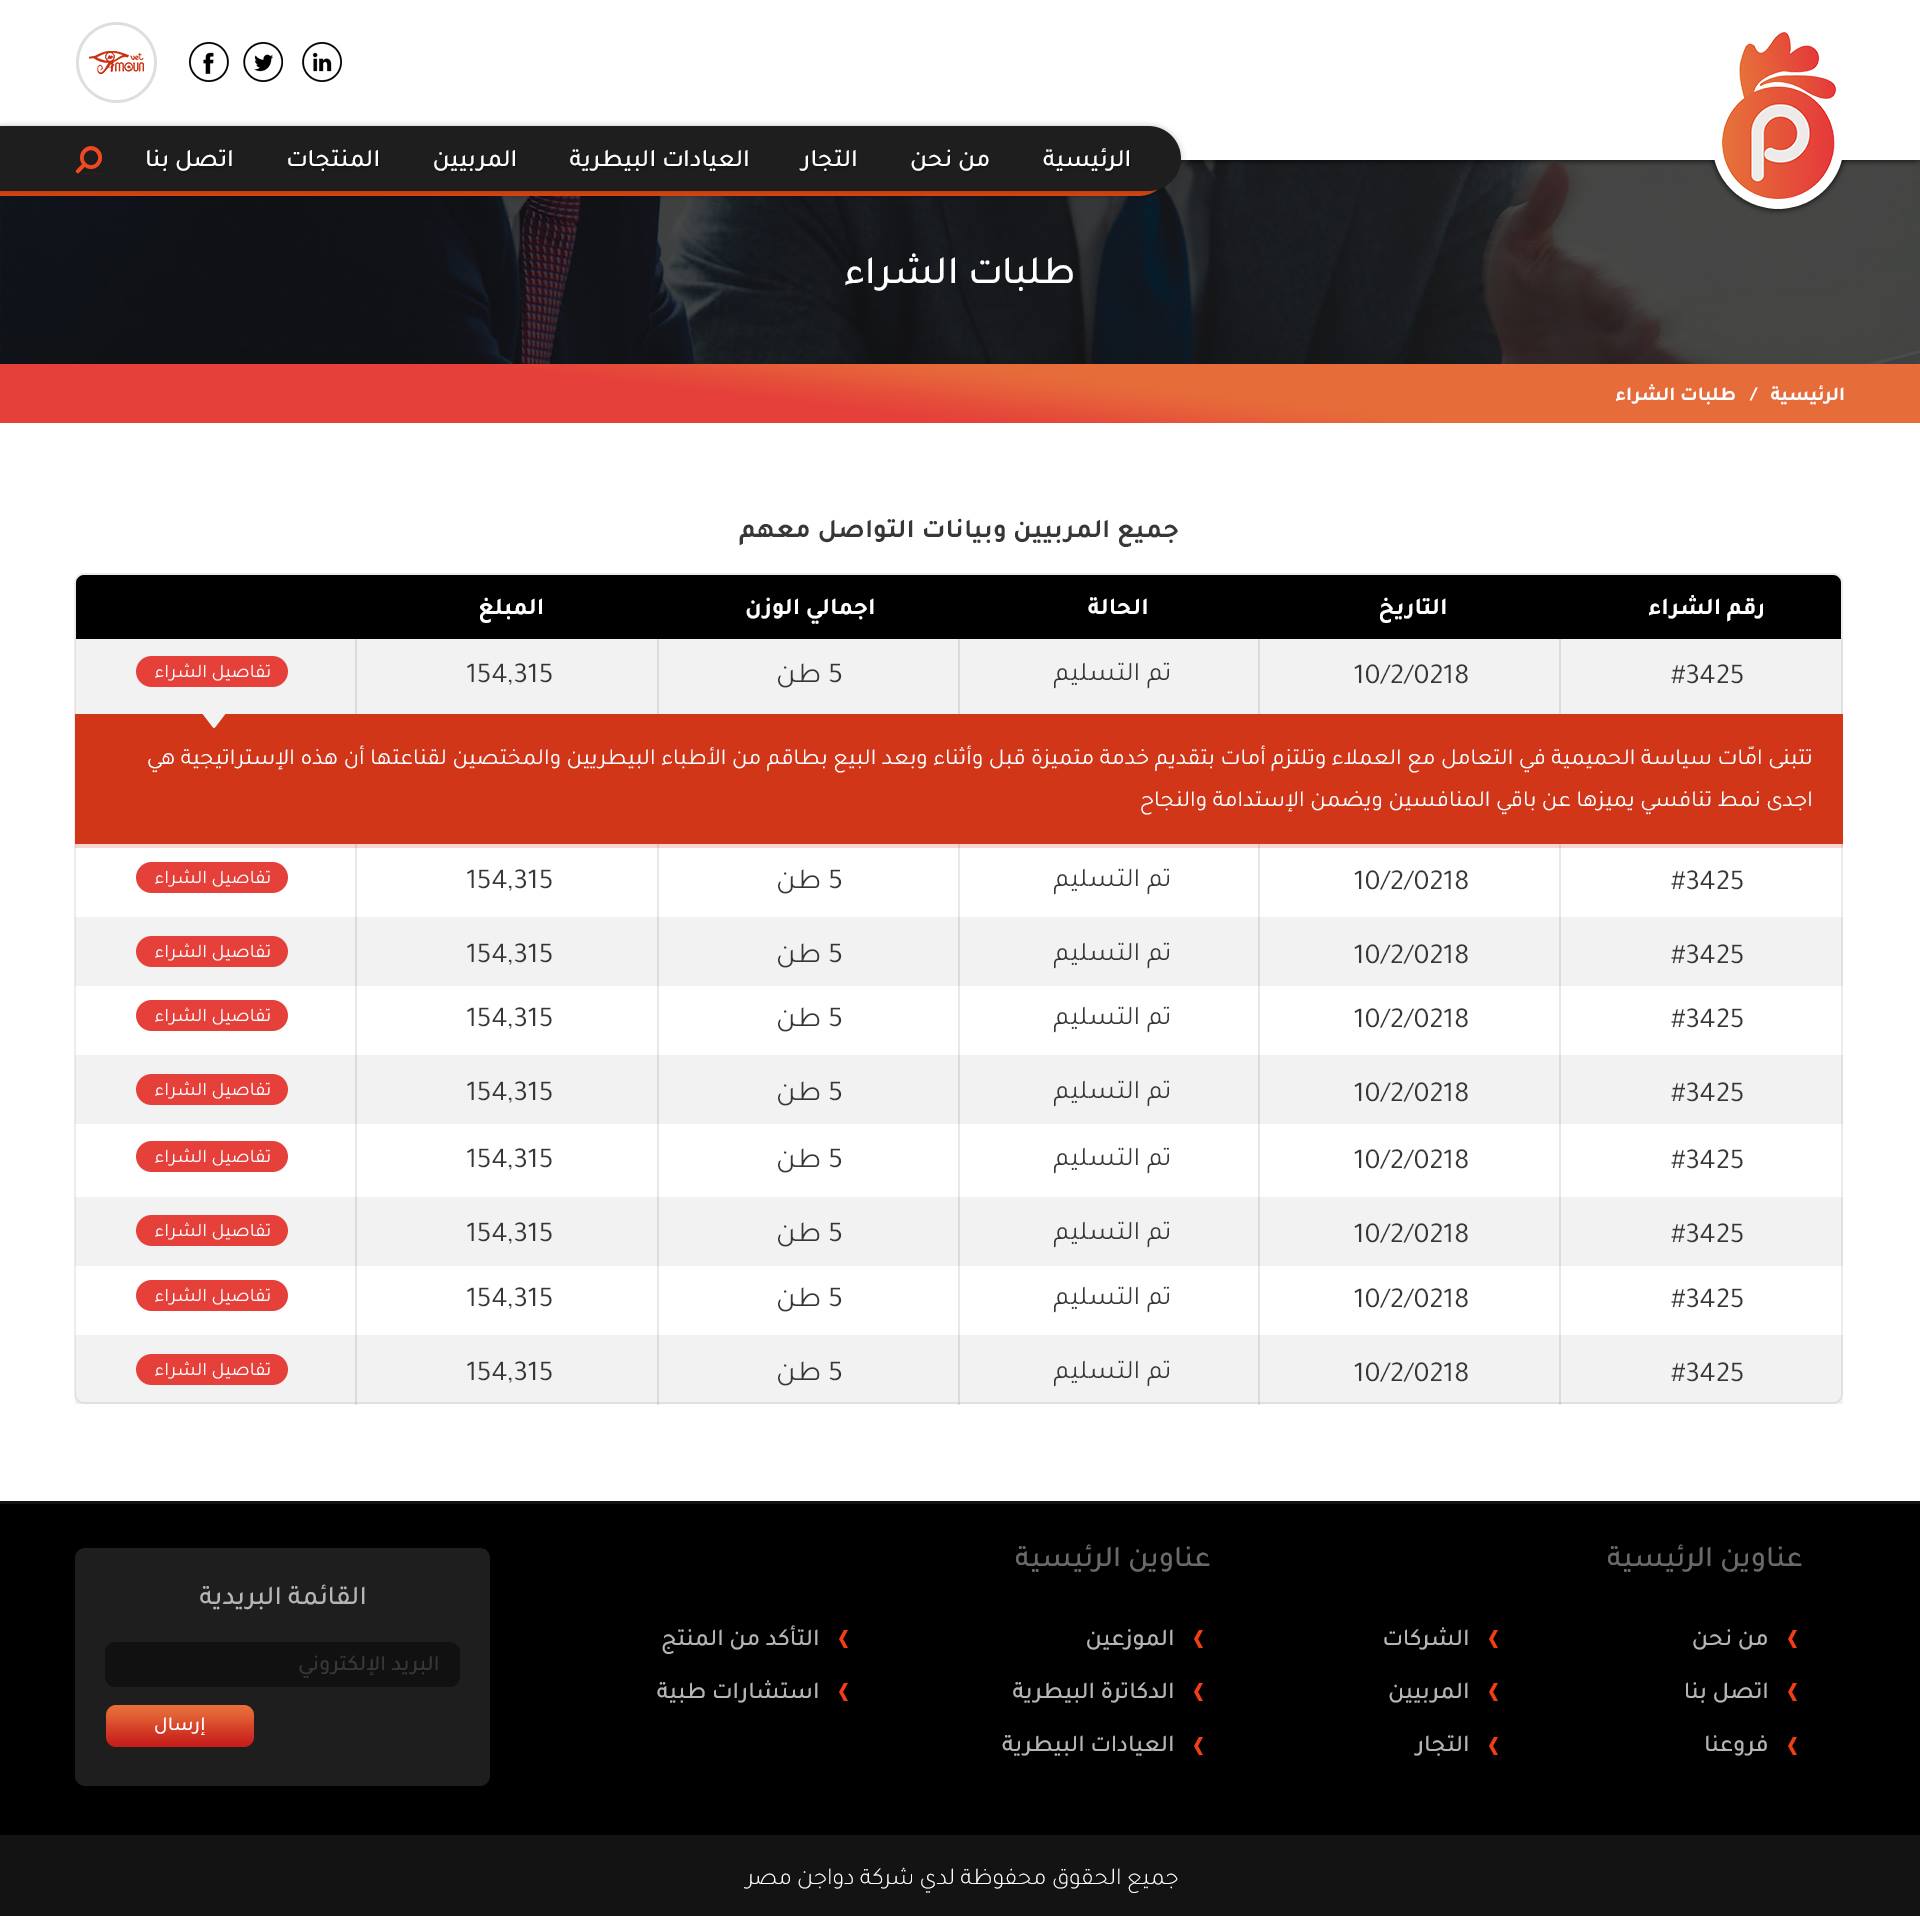 vet
amoun
الرئيسية من نحن التجار العيادات البيطرية المربيين المنتجات اتصل بنا
طلبات الشراء
الرئيسية / طلبات الشراء
جميع المربيين وبيانات التواصل معهم
رقم الشراء التاريخ الحالة اجمالي الوزن المبلغ
#3425 10/2/0218 تم التسليم 5 طن 154,315 تفاصيل الشراء
تتبنى امّات سياسة الحميمية في التعامل مع العملاء وتلتزم أمات بتقديم خدمة متميزة قبل وأثناء وبعد البيع بطاقم من الأطباء البيطريين والمختصين لقناعتها أن هذه الإستراتيجية هي
اجدى نمط تنافسي يميزها عن باقي المنافسين ويضمن الإستدامة والنجاح
#3425 10/2/0218 تم التسليم 5 طن 154,315 تفاصيل الشراء
#3425 10/2/0218 تم التسليم 5 طن 154,315 تفاصيل الشراء
#3425 10/2/0218 تم التسليم 5 طن 154,315 تفاصيل الشراء
#3425 10/2/0218 تم التسليم 5 طن 154,315 تفاصيل الشراء
#3425 10/2/0218 تم التسليم 5 طن 154,315 تفاصيل الشراء
#3425 10/2/0218 تم التسليم 5 طن 154,315 تفاصيل الشراء
#3425 10/2/0218 تم التسليم 5 طن 154,315 تفاصيل الشراء
#3425 10/2/0218 تم التسليم 5 طن 154,315 تفاصيل الشراء
عناوين الرئيسية
من نحن
اتصل بنا
فروعنا
الشركات
المربيين
التجار
عناوين الرئيسية
الموزعين
الدكاترة البيطرية
العيادات البيطرية
التأكد من المنتج
استشارات طبية
القائمة البريدية
البريد الإلكتروني
إرسال
جميع الحقوق محفوظة لدي شركة دواجن مصر